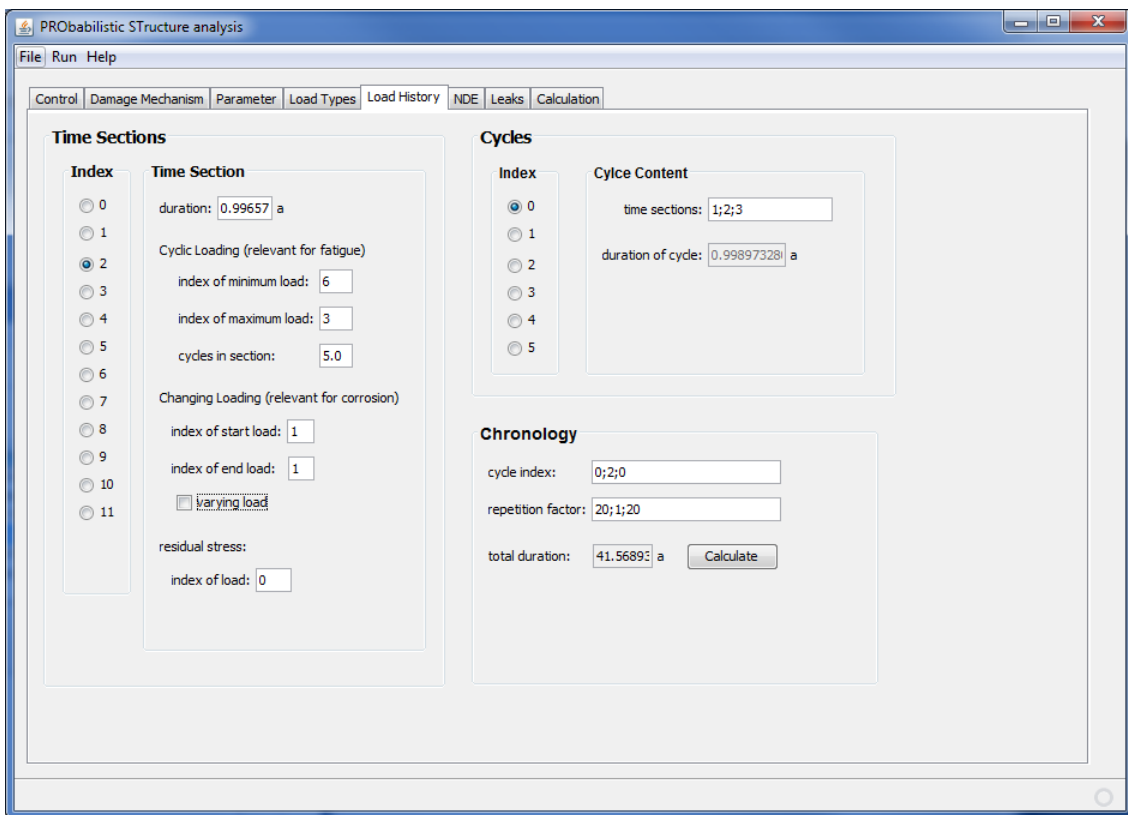 PRObabilistic STructure analysis
File Run Help
Control Damage Mechanism Parameter Load Types Load History NDE Leaks Calculation
Time Sections
Index
0
1
2
3
4
5
6
7
8
9
10
11
Time Section
duration: 0.99657 a
Cyclic Loading (relevant for fatigue)
index of minimum load: 6
index of maximum load: 3
cycles in section: 5.0
Changing Loading (relevant for corrosion)
index of start load: 1
index of end load: 1
varying load
residual stress:
index of load: 0
Cycles
Index
0
1
2
3
4
5
Cylce Content
time sections: 1;2;3
duration of cycle: 0.99897328 a
Chronology
cycle index: 0;2;0
repetition factor: 20;1;20
total duration: 41.5689 a Calculate